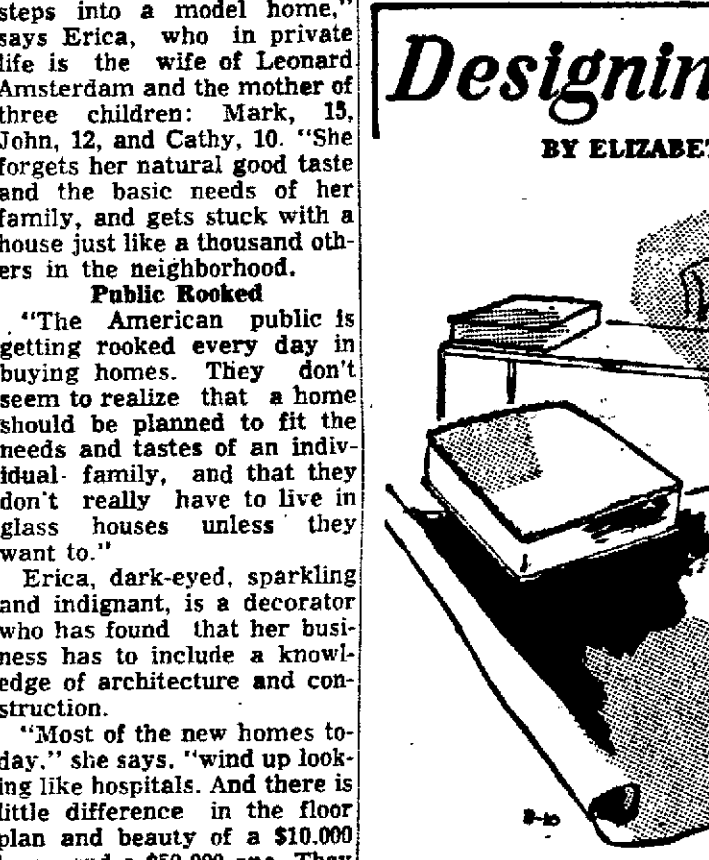 steps into a model home,"
says Erica, who in private
life is the wife of Leonard
Amsterdam and the mother of
three children: Mark, 15,
John, 12, and Cathy, 10. "She
forgets her natural good taste
and the basic needs of her
family, and gets stuck with a
house just like a thousand oth-
ers in the neighborhood.
Public Rooked
"The American public is
getting rooked every day in
buying homes. They don't
seem to realize that a home
should be planned to fit the
needs and tastes of an indiv-
idual family, and that they
don't really have to live in
glass houses unless they
want to."
Erica, dark-eyed, sparkling
and indignant, is a decorator
who has found that her busi-
ness has to include a knowl-
edge of architecture and con-
struction.
"Most of the new homes to-
day," she says, "wind up look-
ing like hospitals. And there is
little difference in the floor
plan and beauty of a $10,000
and a $50,000 one. They
Designin
BY ELIZABET
8-10